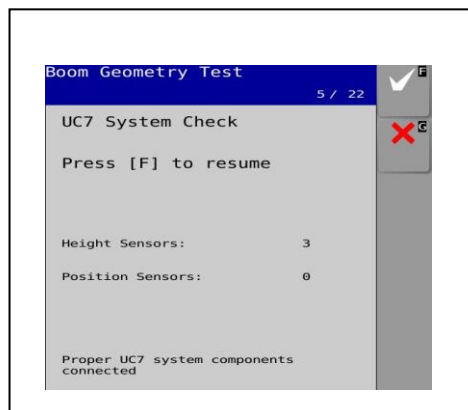 Boom Geometry Test
5/ 22
F
UC7 System Check
G
Press [F] to resume
Height Sensors: 3
Position Sensors: 0
Proper UC7 system components
connected